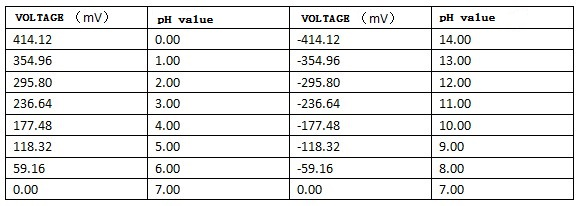 VOLTAGE （mV） pH value VOLTAGE （mV） pH value
414.12 0.00 -414.12 14.00
354.96 1.00 -354.96 13.00
295.80 2.00 -295.80 12.00
236.64 3.00 -236.64 11.00
177.48 4.00 -177.48 10.00
118.32 5.00 -118.32 9.00
59.16 6.00 -59.16 8.00
0.00 7.00 0.00 7.00